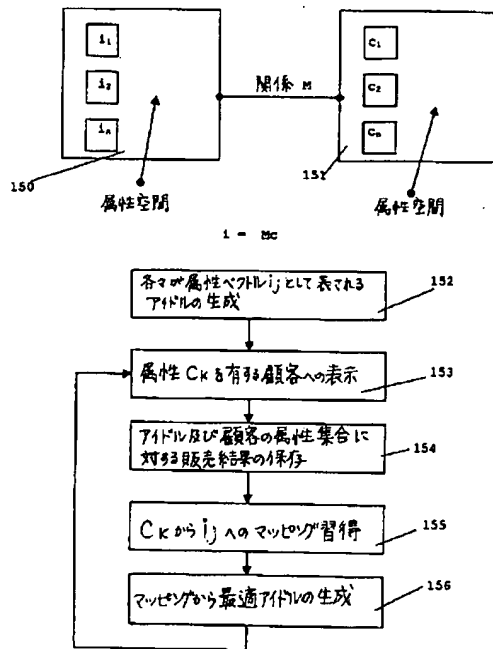 i₁
i₂
iₙ
150
属性空間
関係 M
C₁
C₂
Cₙ
151
属性空間
i = Mc
各々が属性ベクトルijとして表される
アイドルの生成
152
属性 CKを有する顧客への表示
153
アイドル及び顧客の属性集合に
対する販売結果の保存
154
CKから ij へのマッピング習得
155
マッピングから最適アイドルの生成
156